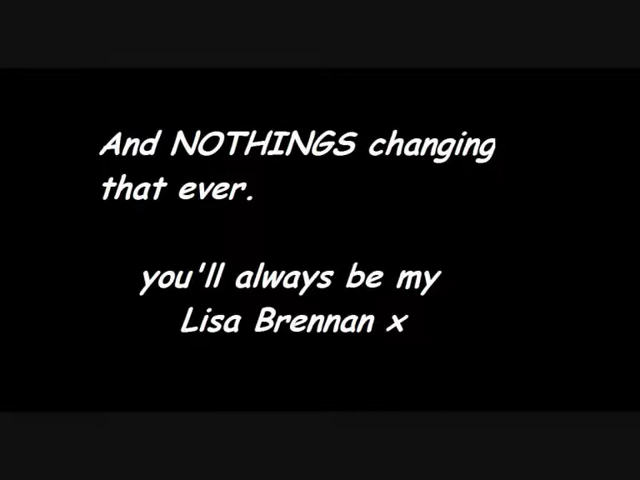 And NOTHINGS changing
that ever.
you'll always be my
Lisa Brennan x